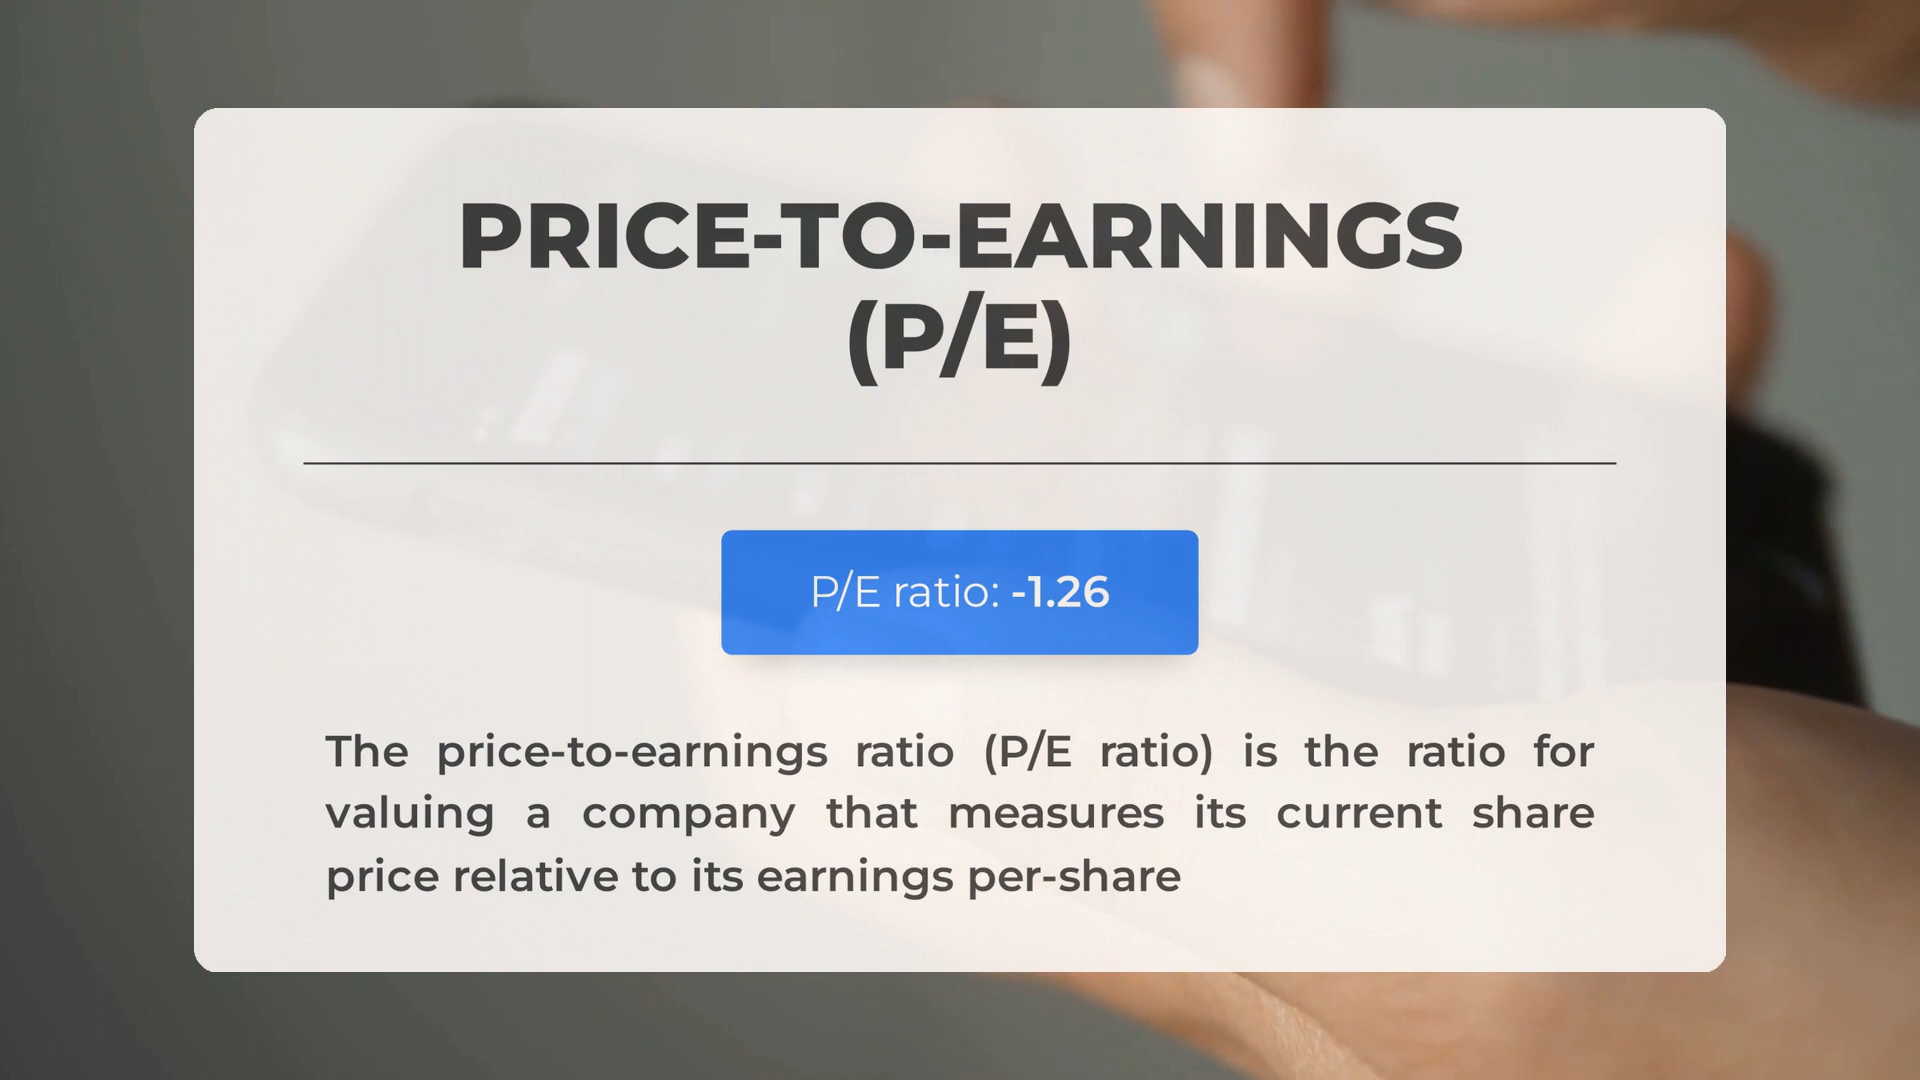 PRICE-TO-EARNINGS
(P/E)
P/E ratio: -1.26
The price-to-earnings ratio (P/E ratio) is the ratio for
valuing a company that measures its current share
price relative to its earnings per-share